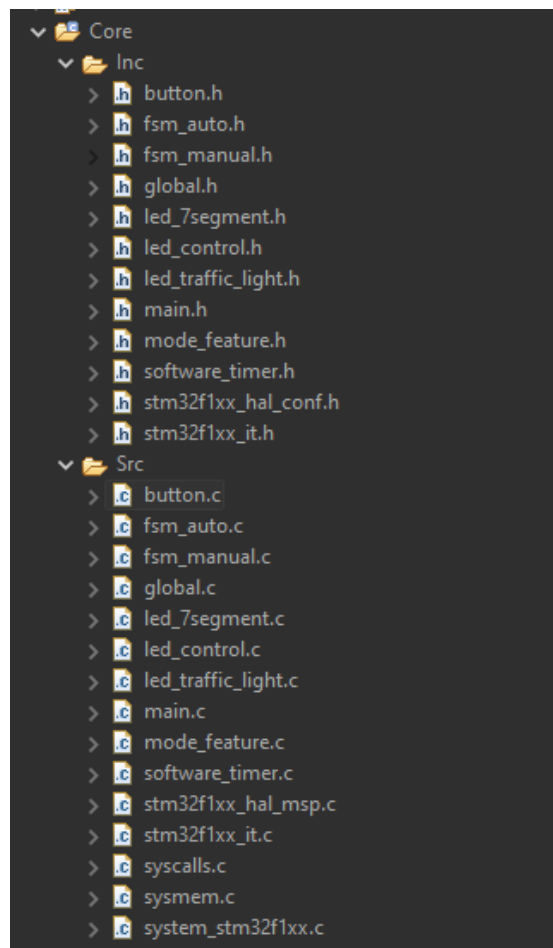 Core
Inc
button.h
fsm_auto.h
fsm_manual.h
global.h
led_7segment.h
led_control.h
led_traffic_light.h
main.h
mode_feature.h
software_timer.h
stm32f1xx_hal_conf.h
stm32f1xx_it.h
Src
button.c
fsm_auto.c
fsm_manual.c
global.c
led_7segment.c
led_control.c
led_traffic_light.c
main.c
mode_feature.c
software_timer.c
stm32f1xx_hal_msp.c
stm32f1xx_it.c
syscalls.c
sysmem.c
system_stm32f1xx.c